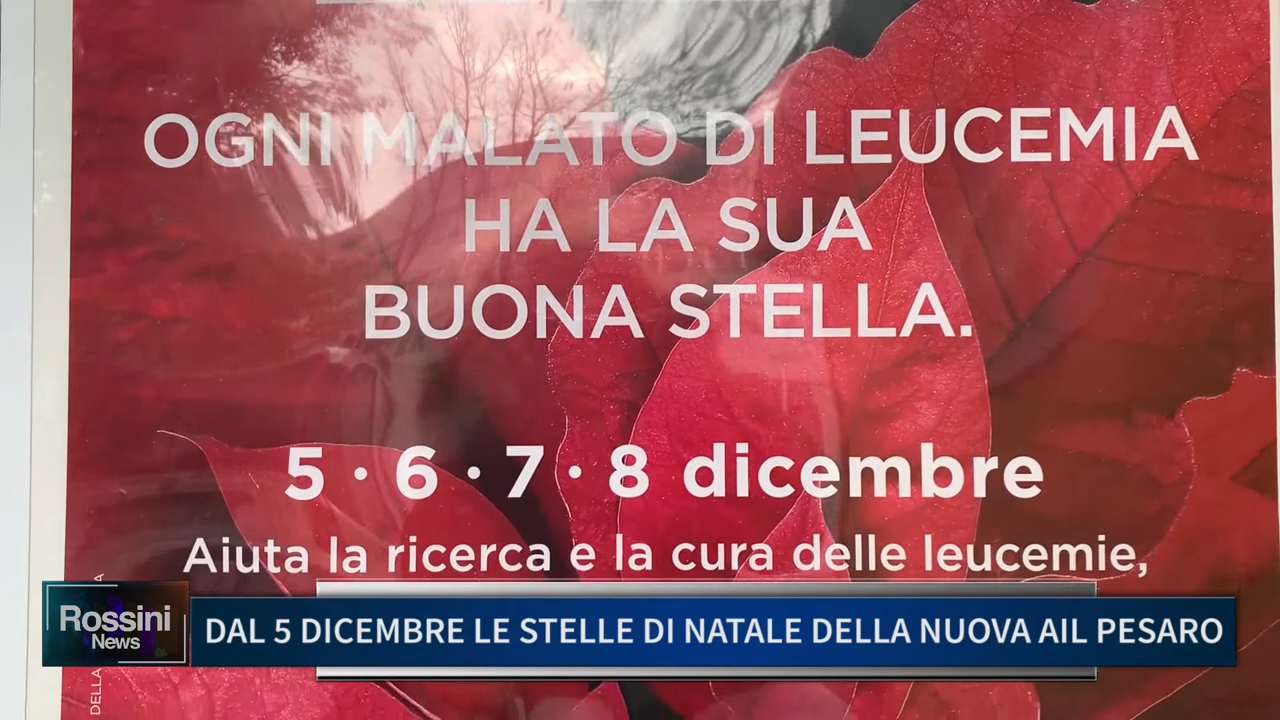 OGNI MALATO DI LEUCEMIA
HA LA SUA
BUONA STELLA.
5 · 6 · 7 · 8 dicembre
Aiuta la ricerca e la cura delle leucemie,
DELLA
Rossini
News
DAL 5 DICEMBRE LE STELLE DI NATALE DELLA NUOVA AIL PESARO